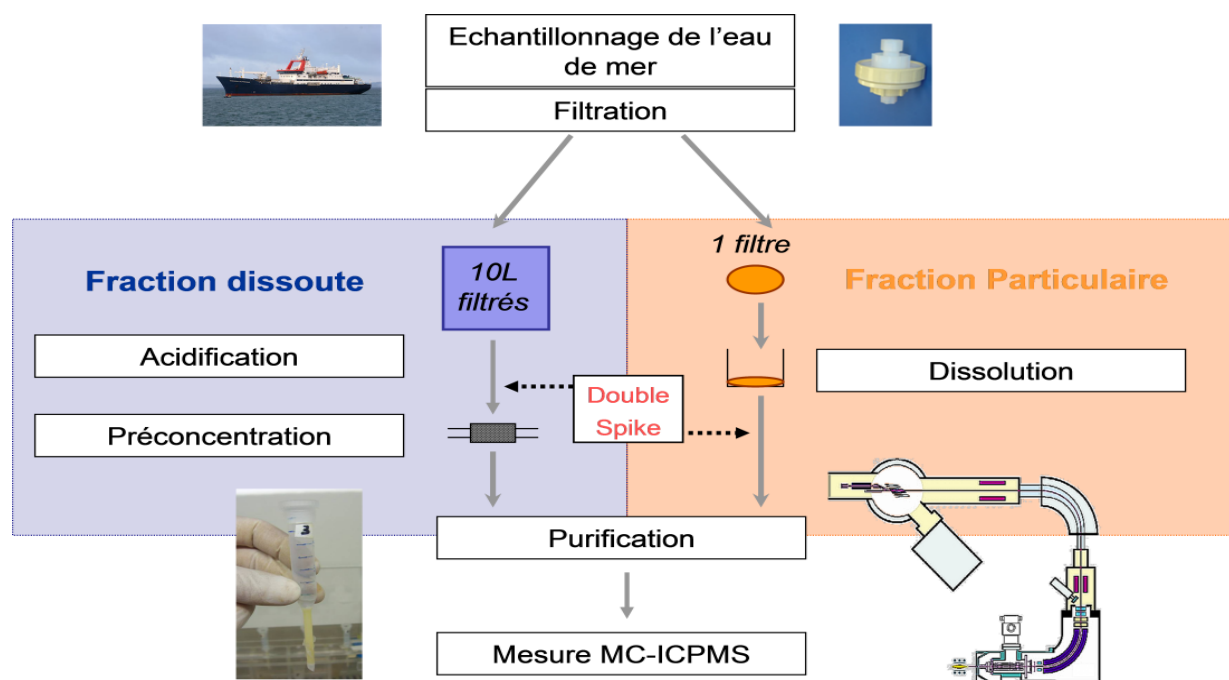 Echantillonnage de l'eau
de mer
Filtration
1 filtre
Fraction dissoute
10L
filtrés
Fraction Particulaire
Acidification
Dissolution
Double
Spike
Préconcentration
3
Purification
Mesure MC-ICPMS